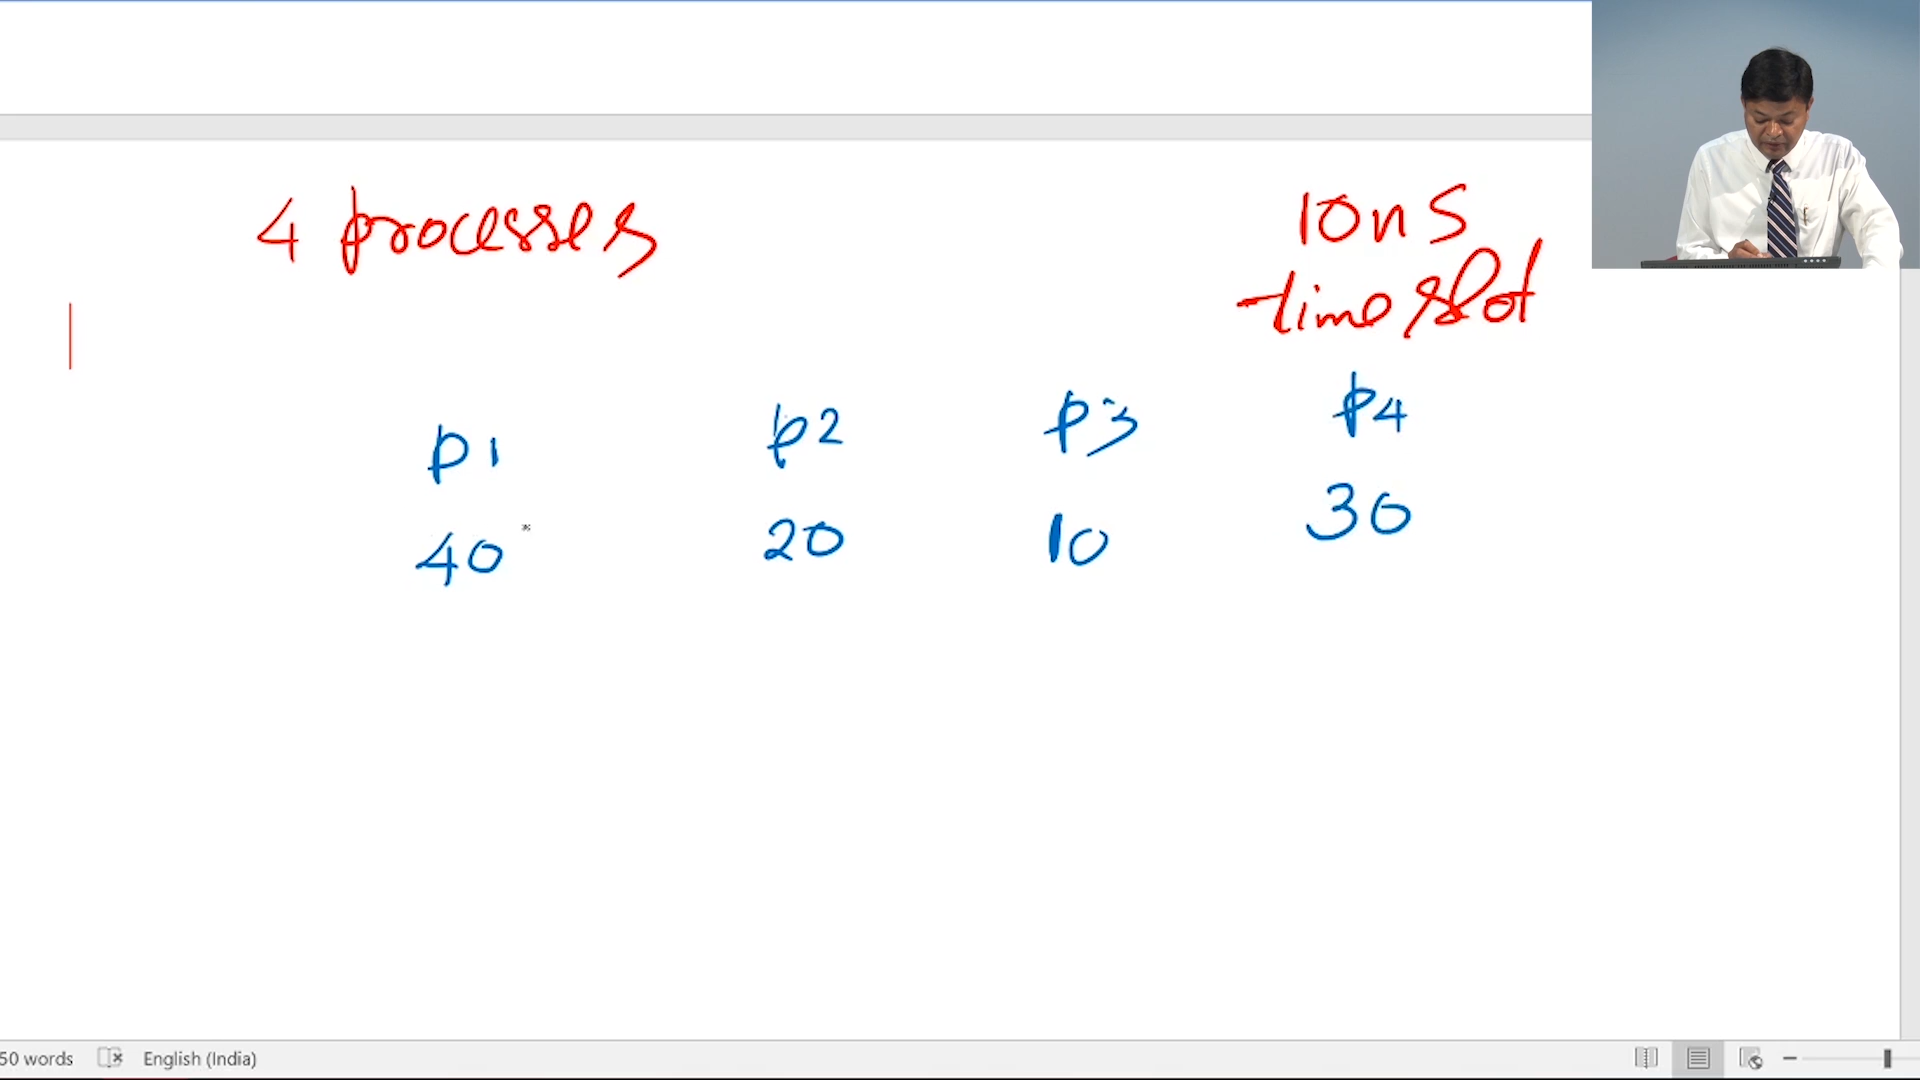 4 processes
10ns
time slot
p1 p2 p3 p4
40 20 10 30
50 words English (India)